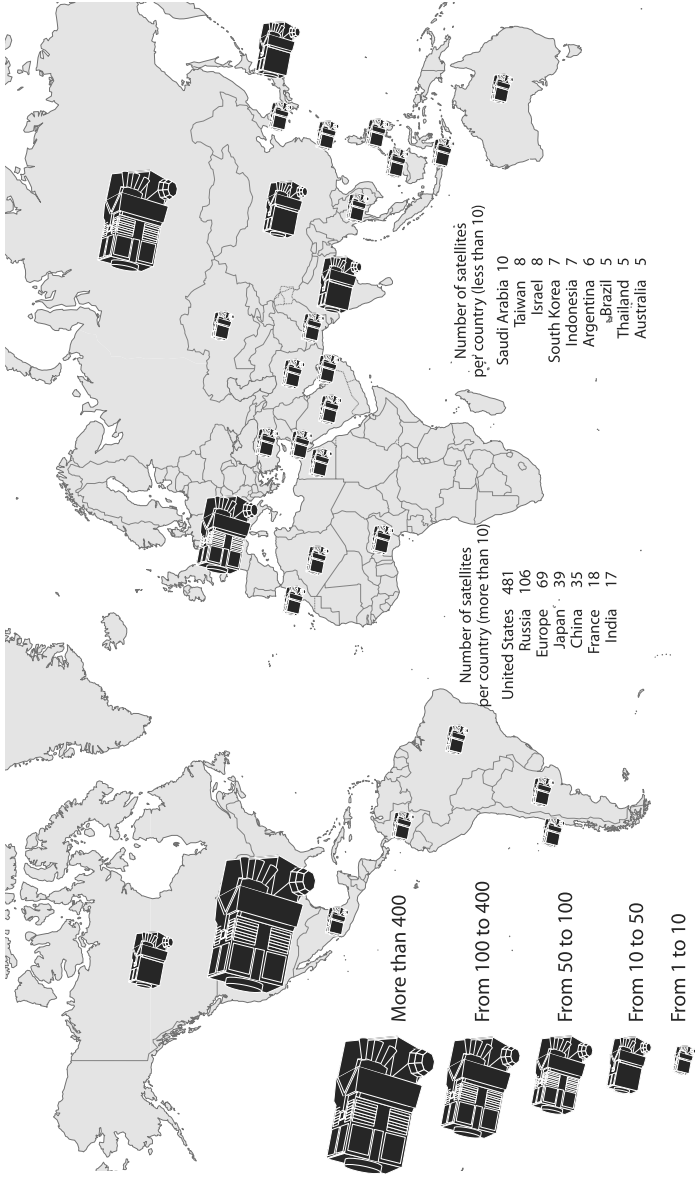 Number of satellites
per country (less than 10)
Saudi Arabia 10
Taiwan 8
Israel 8
South Korea 7
Indonesia 7
Argentina 6
Brazil 5
Thailand 5
Australia 5
Number of satellites
per country (more than 10)
United States 481
Russia 106
Europe 69
Japan 39
China 35
France 18
India 17
More than 400
From 100 to 400
From 50 to 100
From 10 to 50
From 1 to 10